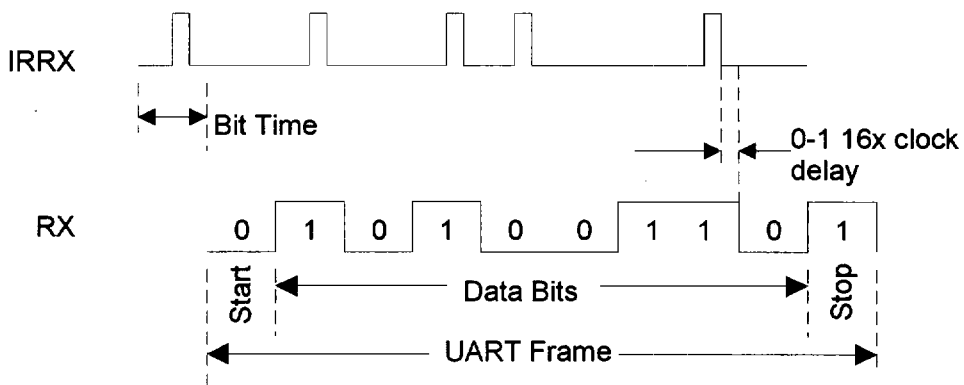 IRRX
Bit Time
0-1 16x clock
delay
RX
0 1 0 1 0 0 1 1 0 1
Start
Data Bits
Stop
UART Frame